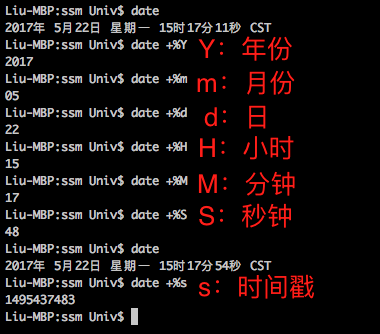 Liu-MBP:ssm Univ$ date
2017年 5月22日 星期一 15时17分11秒 CST
Liu-MBP:ssm Univ$ date +%Y Y：年份
2017
Liu-MBP:ssm Univ$ date +%m m：月份
05
Liu-MBP:ssm Univ$ date +%d d：日
22
Liu-MBP:ssm Univ$ date +%H H：小时
15
Liu-MBP:ssm Univ$ date +%M M：分钟
17
Liu-MBP:ssm Univ$ date +%S S：秒钟
48
Liu-MBP:ssm Univ$ date
2017年 5月22日 星期一 15时17分54秒 CST
Liu-MBP:ssm Univ$ date +%s s：时间戳
1495437483
Liu-MBP:ssm Univ$